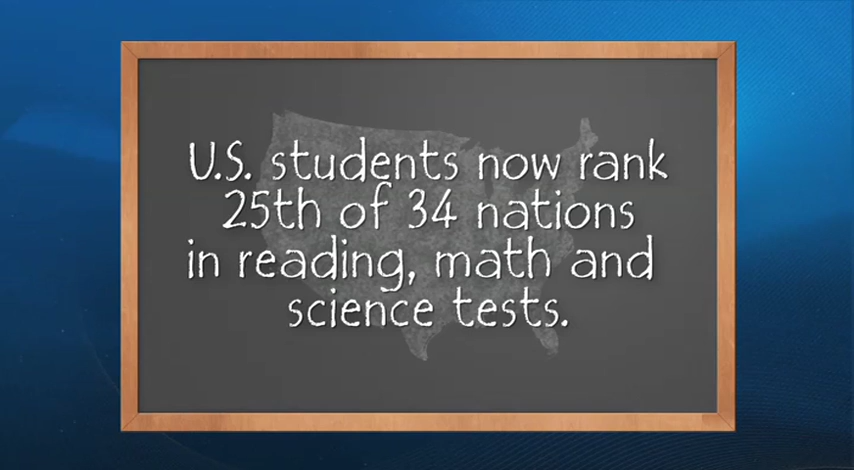 U.S. students now rank
25th of 34 nations
in reading, math and
science tests.